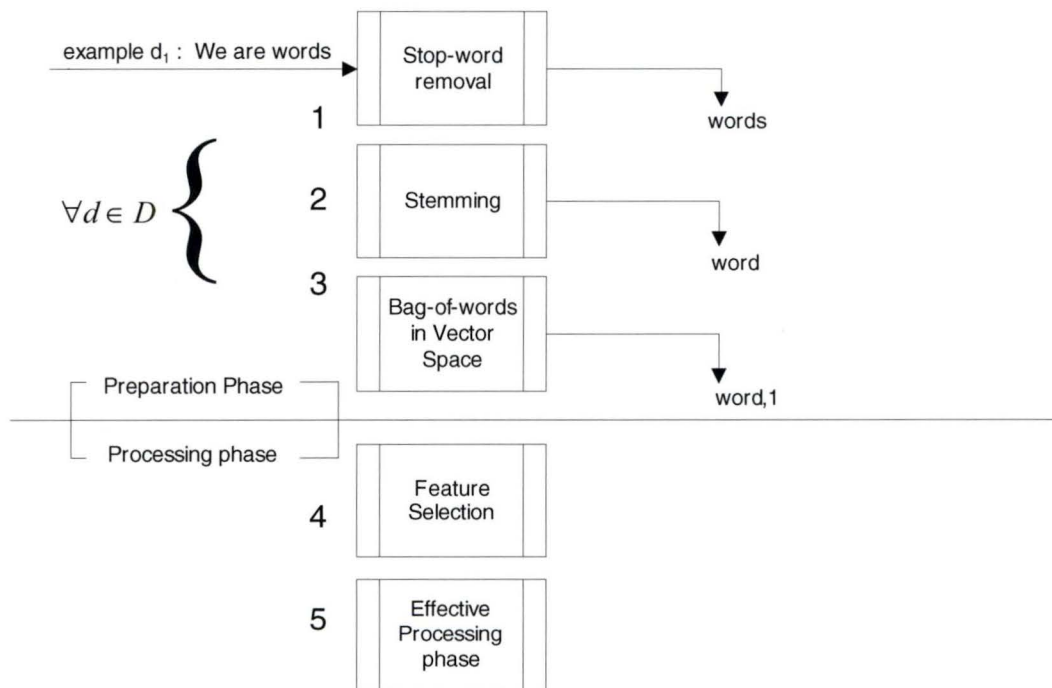 example d₁ : We are words
Stop-word
removal
1
words
∀d ∈ D {
2
Stemming
word
3
Bag-of-words
in Vector
Space
word,1
Preparation Phase
Processing phase
4
Feature
Selection
5
Effective
Processing
phase